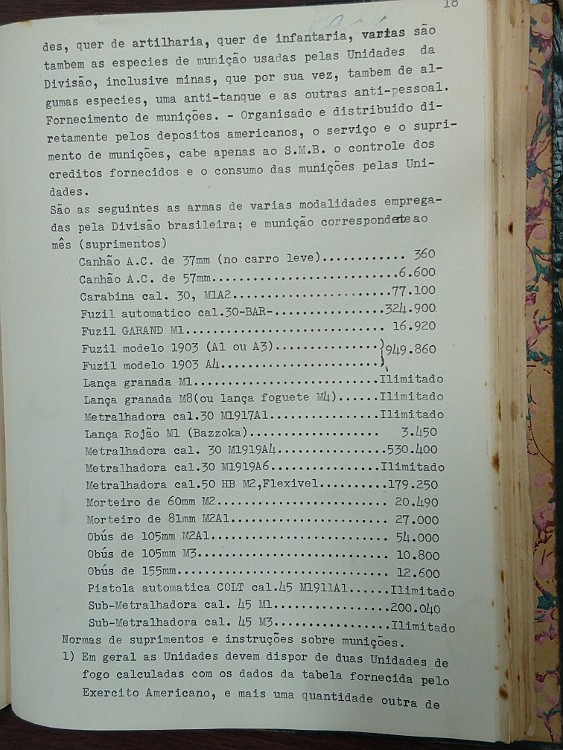 18
des, quer de artilharia, quer de infantaria, varias são
tambem as especies de munição usadas pelas Unidades da
Divisão, inclusive minas, que por sua vez, tambem de al-
gumas especies, uma anti-tanque e as outras anti-pessoal.
Fornecimento de munições. - Organisado e distribuido di-
retamente pelos depositos americanos, o serviço e o supri-
mento de munições, cabe apenas ao S.M.B. o controle dos
creditos fornecidos e o consumo das munições pelas Uni-
dades.
São as seguintes as armas de varias modalidades emprega-
das pela Divisão brasileira; e munição correspondente ao
mês (suprimentos)
Canhão A.C. de 37mm (no carro leve)............ 360
Canhão A.C. de 57mm...........................6.600
Carabina cal. 30, M1A2.......................77.100
Fuzil automatico cal.30-BAR-................324.900
Fuzil GARAND M1............................. 16.920
Fuzil modelo 1903 (A1 ou A3)...............}949.860
Fuzil modelo 1903 A4.......................
Lança granada M1..........................Ilimitado
Lança granada M8(ou lança foguete M4).....Ilimitado
Metralhadora cal.30 M1917A1...............Ilimitado
Lança Rojão M1 (Bazzoka)................... 3.450
Metralhadora cal. 30 M1919A4...............530.400
Metralhadora cal.30 M1919A6...............Ilimitado
Metralhadora cal.50 HB M2,Flexivel.........179.250
Morteiro de 60mm M2........................ 20.490
Morteiro de 81mm M2A1...................... 27.000
Obús de 105mm M2A1......................... 54.000
Obús de 105mm M3........................... 10.800
Obús de 155mm.............................. 12.600
Pistola automatica COLT cal.45 M1911A1......Ilimitado
Sub-Metralhadora cal. 45 M1................200.040
Sub-Metralhadora cal. 45 M3................Ilimitado
Normas de suprimentos e instruções sobre munições.
1) Em geral as Unidades devem dispor de duas Unidades de
fogo calculadas com os dados da tabela fornecida pelo
Exercito Americano, e mais uma quantidade outra de